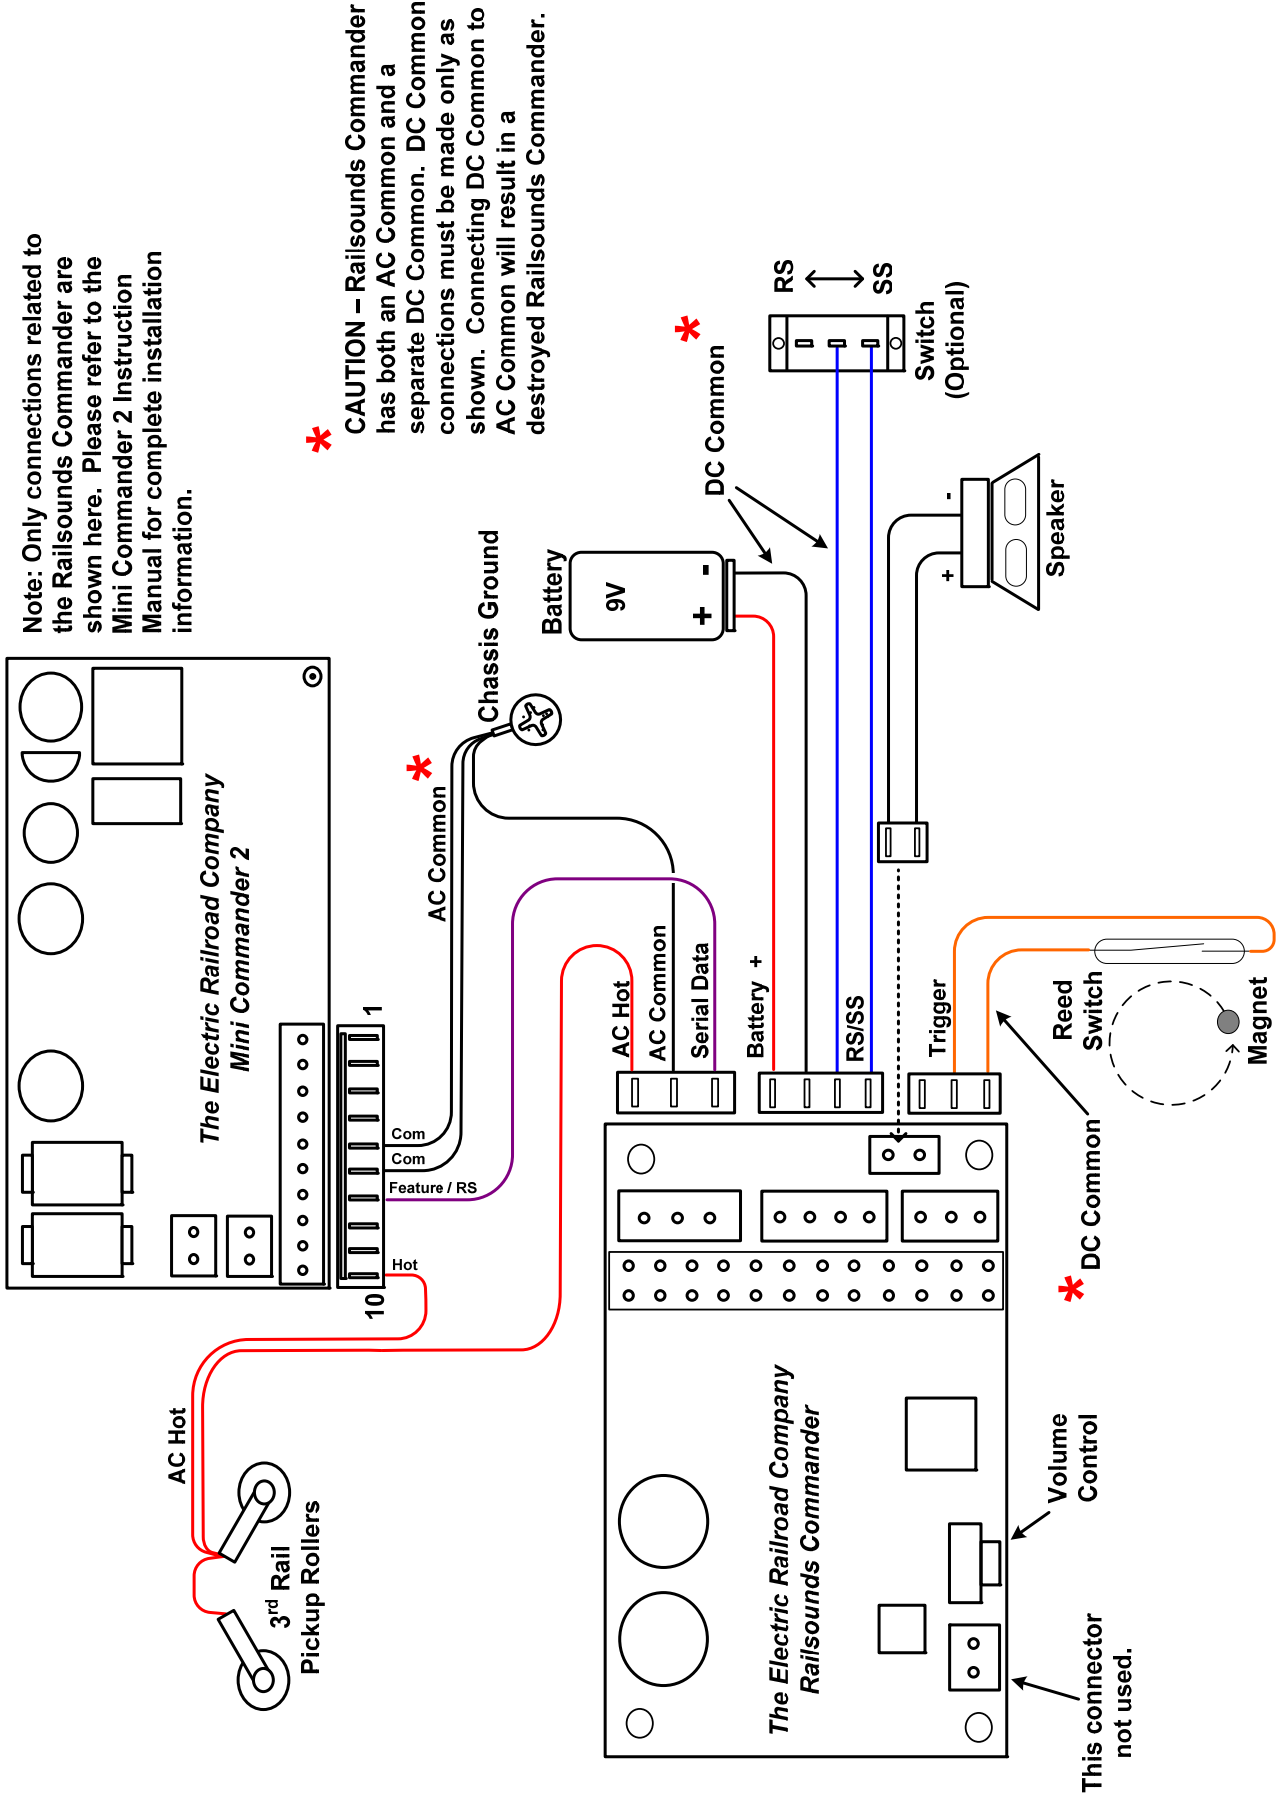 Note: Only connections related to
the Railsounds Commander are
shown here.  Please refer to the
Mini Commander 2 Instruction
Manual for complete installation
information.
*
CAUTION – Railsounds Commander
has both an AC Common and a
separate DC Common.  DC Common
connections must be made only as
shown.  Connecting DC Common to
AC Common will result in a
destroyed Railsounds Commander.
The Electric Railroad Company
Mini Commander 2
1
10
Com
Com
Feature / RS
Hot
AC Hot
3rd Rail
Pickup Rollers
AC Common
*
Chassis Ground
Battery
9V
+
-
DC Common
*
RS
SS
Switch
(Optional)
+
-
Speaker
AC Hot
AC Common
Serial Data
Battery +
RS/SS
Trigger
Reed
Switch
Magnet
DC Common
*
The Electric Railroad Company
Railsounds Commander
Volume
Control
This connector
not used.